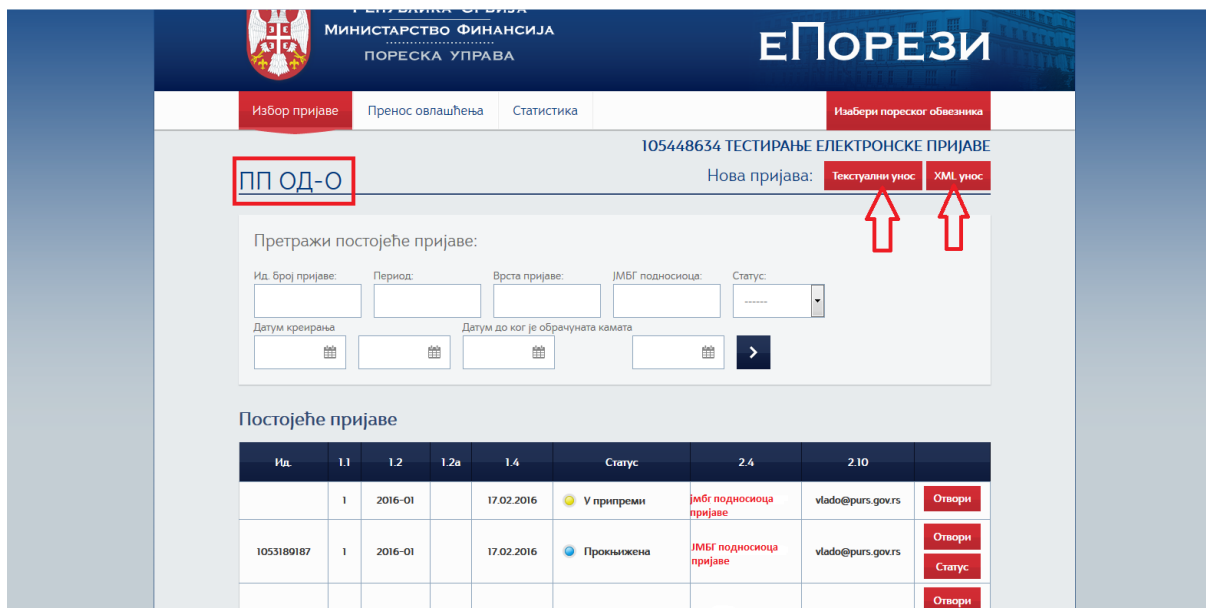 РЕПУБЛИКА СРБИЈА
МИНИСТАРСТВО ФИНАНСИЈА
ПОРЕСКА УПРАВА
ЕПОРЕЗИ
Избор пријаве
Пренос овлашћења
Статистика
Изабери пореског обвезника
105448634 ТЕСТИРАЊЕ ЕЛЕКТРОНСКЕ ПРИЈАВЕ
ПП ОД-О
Нова пријава: Текстуални унос XML унос
Претражи постојеће пријаве:
Ид. број пријаве: Период: Врста пријаве: ЈМБГ подносиоца: Статус:
------
Датум креирања Датум до ког је обрачуната камата
Постојеће пријаве
Ид. 1.1 1.2 1.2а 1.4 Статус 2.4 2.10
1 2016-01 17.02.2016 У припреми јмбг подносиоца пријаве vlado@purs.gov.rs Отвори
1053189187 1 2016-01 17.02.2016 Прокњижена ЈМБГ подносиоца пријаве vlado@purs.gov.rs Отвори
Статус
Отвори